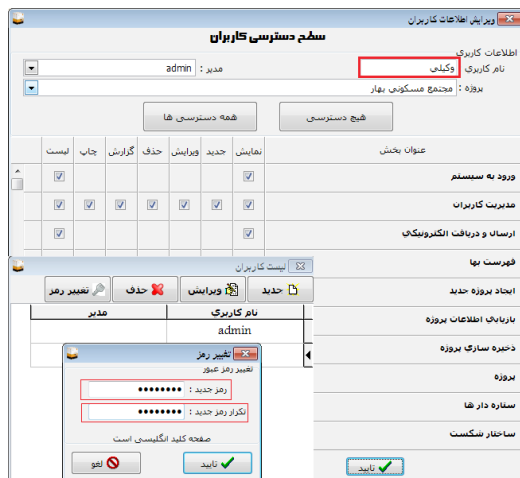 ویرایش اطلاعات کاربران
سطح دسترسی کاربران
اطلاعات کاربری
نام کاربری وکیلی مدیر : admin
پروژه : مجتمع مسکونی بهار
هیچ دسترسی همه دسترسی ها
عنوان بخش نمایش جدید ویرایش حذف گزارش چاپ لیست
ورود به سیستم
مدیریت کاربران
ارسال و دریافت الکترونیکی
فهرست بها
ایجاد پروژه جدید
بازیابی اطلاعات پروژه
ذخیره سازی پروژه
پروژه
ستاره دار ها
ساختار شکست
تایید
لیست کاربران
جدید ویرایش حذف تغییر رمز
نام کاربری مدیر
admin
تغییر رمز
تغییر رمز عبور
رمز جدید : ••••••••
تکرار رمز جدید : ••••••••
صفحه کلید انگلیسی است
تایید لغو